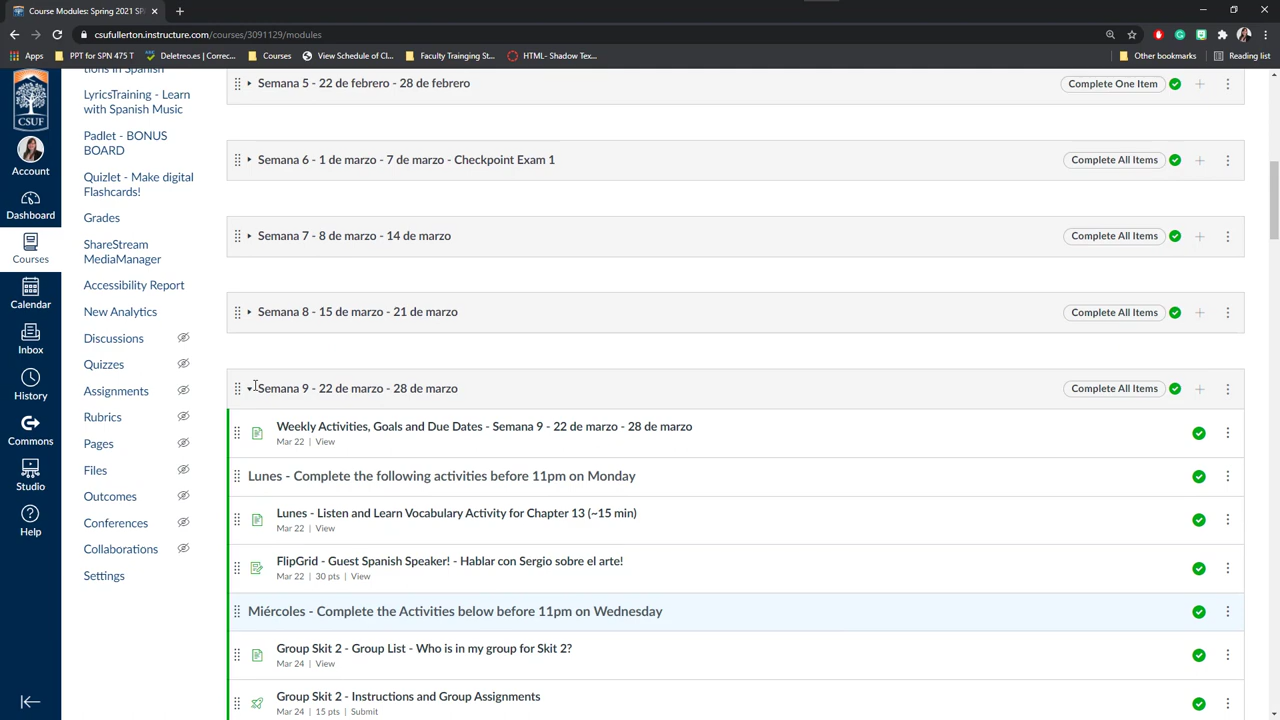 Course Modules: Spring 2021 SP
csufullerton.instructure.com/courses/3091129/modules
Apps
PPT for SPN 475 T
Deletreo.es | Correc...
Courses
View Schedule of Cl...
Faculty Trainging St...
HTML- Shadow Tex...
Other bookmarks
Reading list
CSUF
Account
Dashboard
Courses
Calendar
Inbox
History
Commons
Studio
Help
tions in Spanish
LyricsTraining - Learn
with Spanish Music
Padlet - BONUS
BOARD
Quizlet - Make digital
Flashcards!
Grades
ShareStream
MediaManager
Accessibility Report
New Analytics
Discussions
Quizzes
Assignments
Rubrics
Pages
Files
Outcomes
Conferences
Collaborations
Settings
Semana 5 - 22 de febrero - 28 de febrero
Complete One Item
Semana 6 - 1 de marzo - 7 de marzo - Checkpoint Exam 1
Complete All Items
Semana 7 - 8 de marzo - 14 de marzo
Complete All Items
Semana 8 - 15 de marzo - 21 de marzo
Complete All Items
Semana 9 - 22 de marzo - 28 de marzo
Complete All Items
Weekly Activities, Goals and Due Dates - Semana 9 - 22 de marzo - 28 de marzo
Mar 22 | View
Lunes - Complete the following activities before 11pm on Monday
Lunes - Listen and Learn Vocabulary Activity for Chapter 13 (~15 min)
Mar 22 | View
FlipGrid - Guest Spanish Speaker! - Hablar con Sergio sobre el arte!
Mar 22 | 30 pts | View
Miércoles - Complete the Activities below before 11pm on Wednesday
Group Skit 2 - Group List - Who is in my group for Skit 2?
Mar 24 | View
Group Skit 2 - Instructions and Group Assignments
Mar 24 | 15 pts | Submit